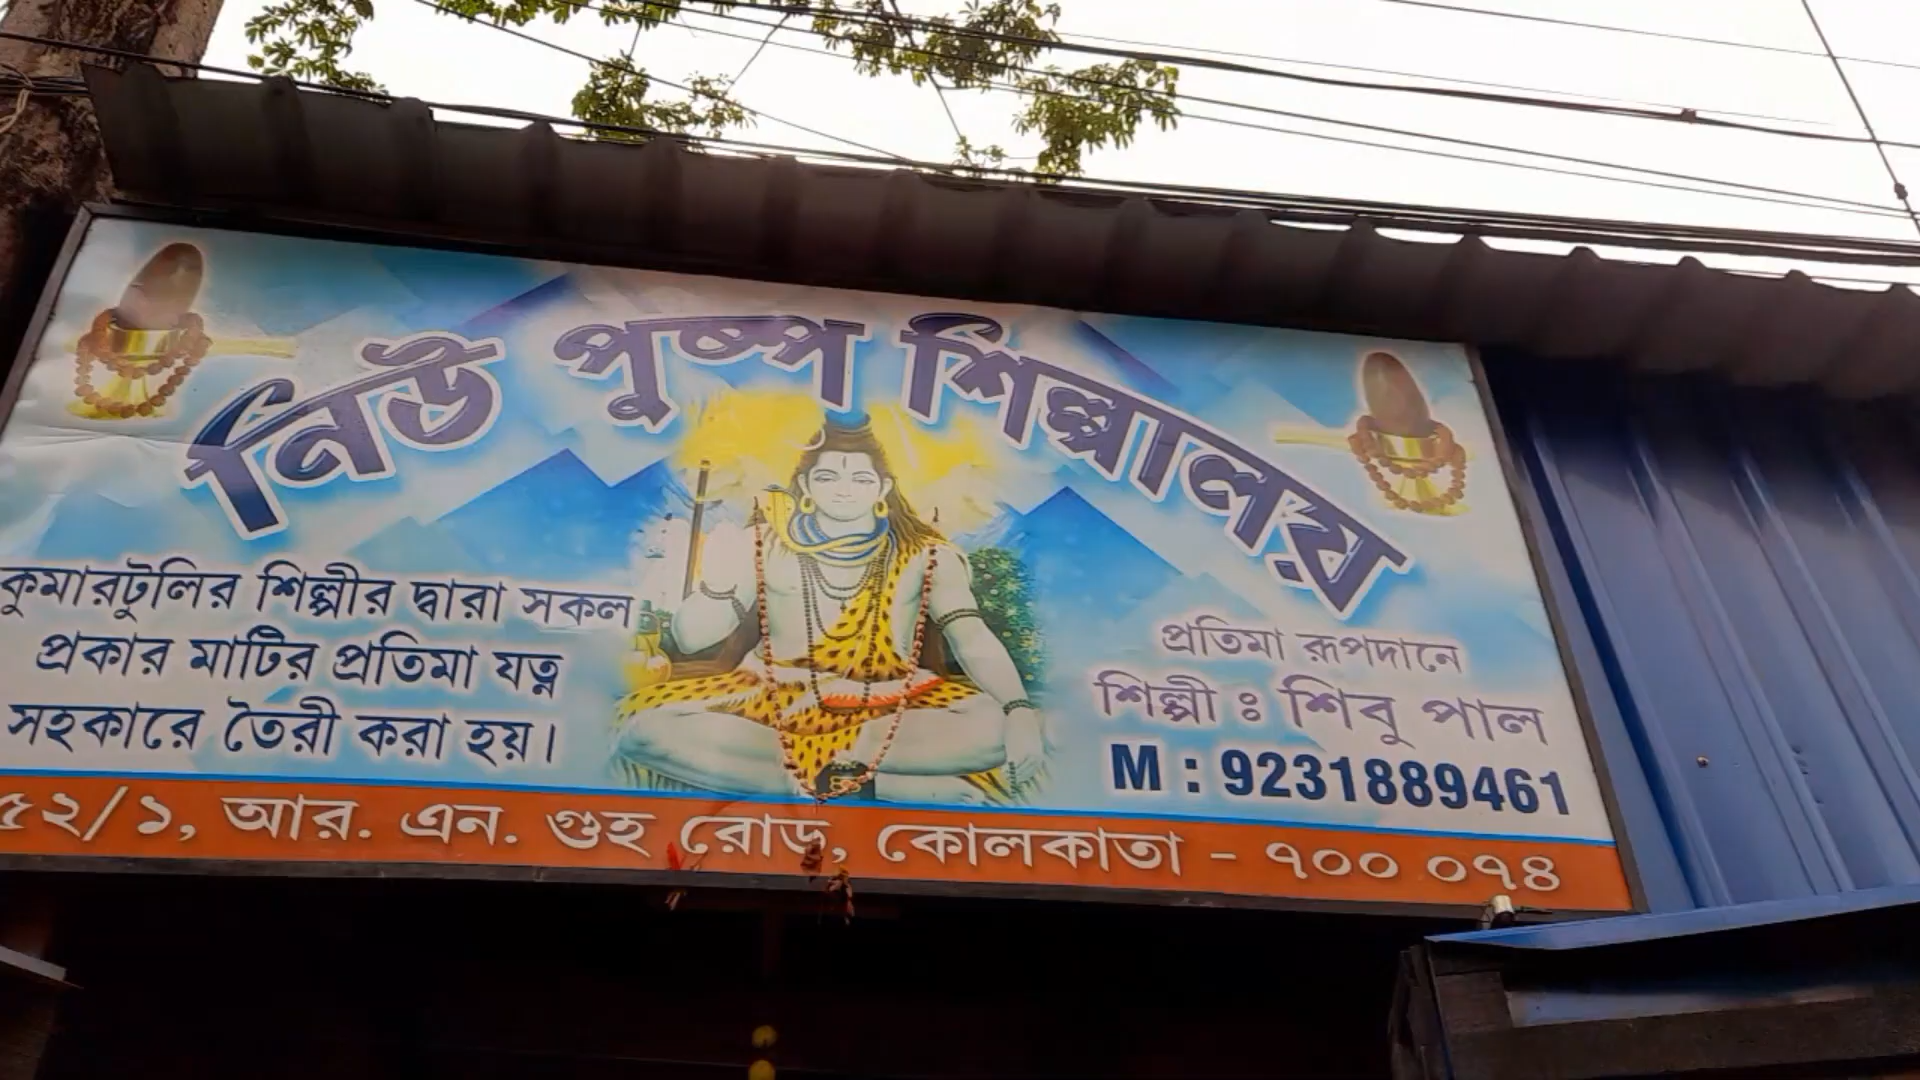 নিউ পুষ্প শিল্পালয়
কুমারটুলির শিল্পীর দ্বারা সকল
প্রকার মাটির প্রতিমা যত্ন
সহকারে তৈরী করা হয়।
প্রতিমা রূপদানে
শিল্পী ঃ শিবু পাল
M : 9231889461
৫২/১, আর. এন. গুহ রোড, কোলকাতা - ৭০০ ০৭৪